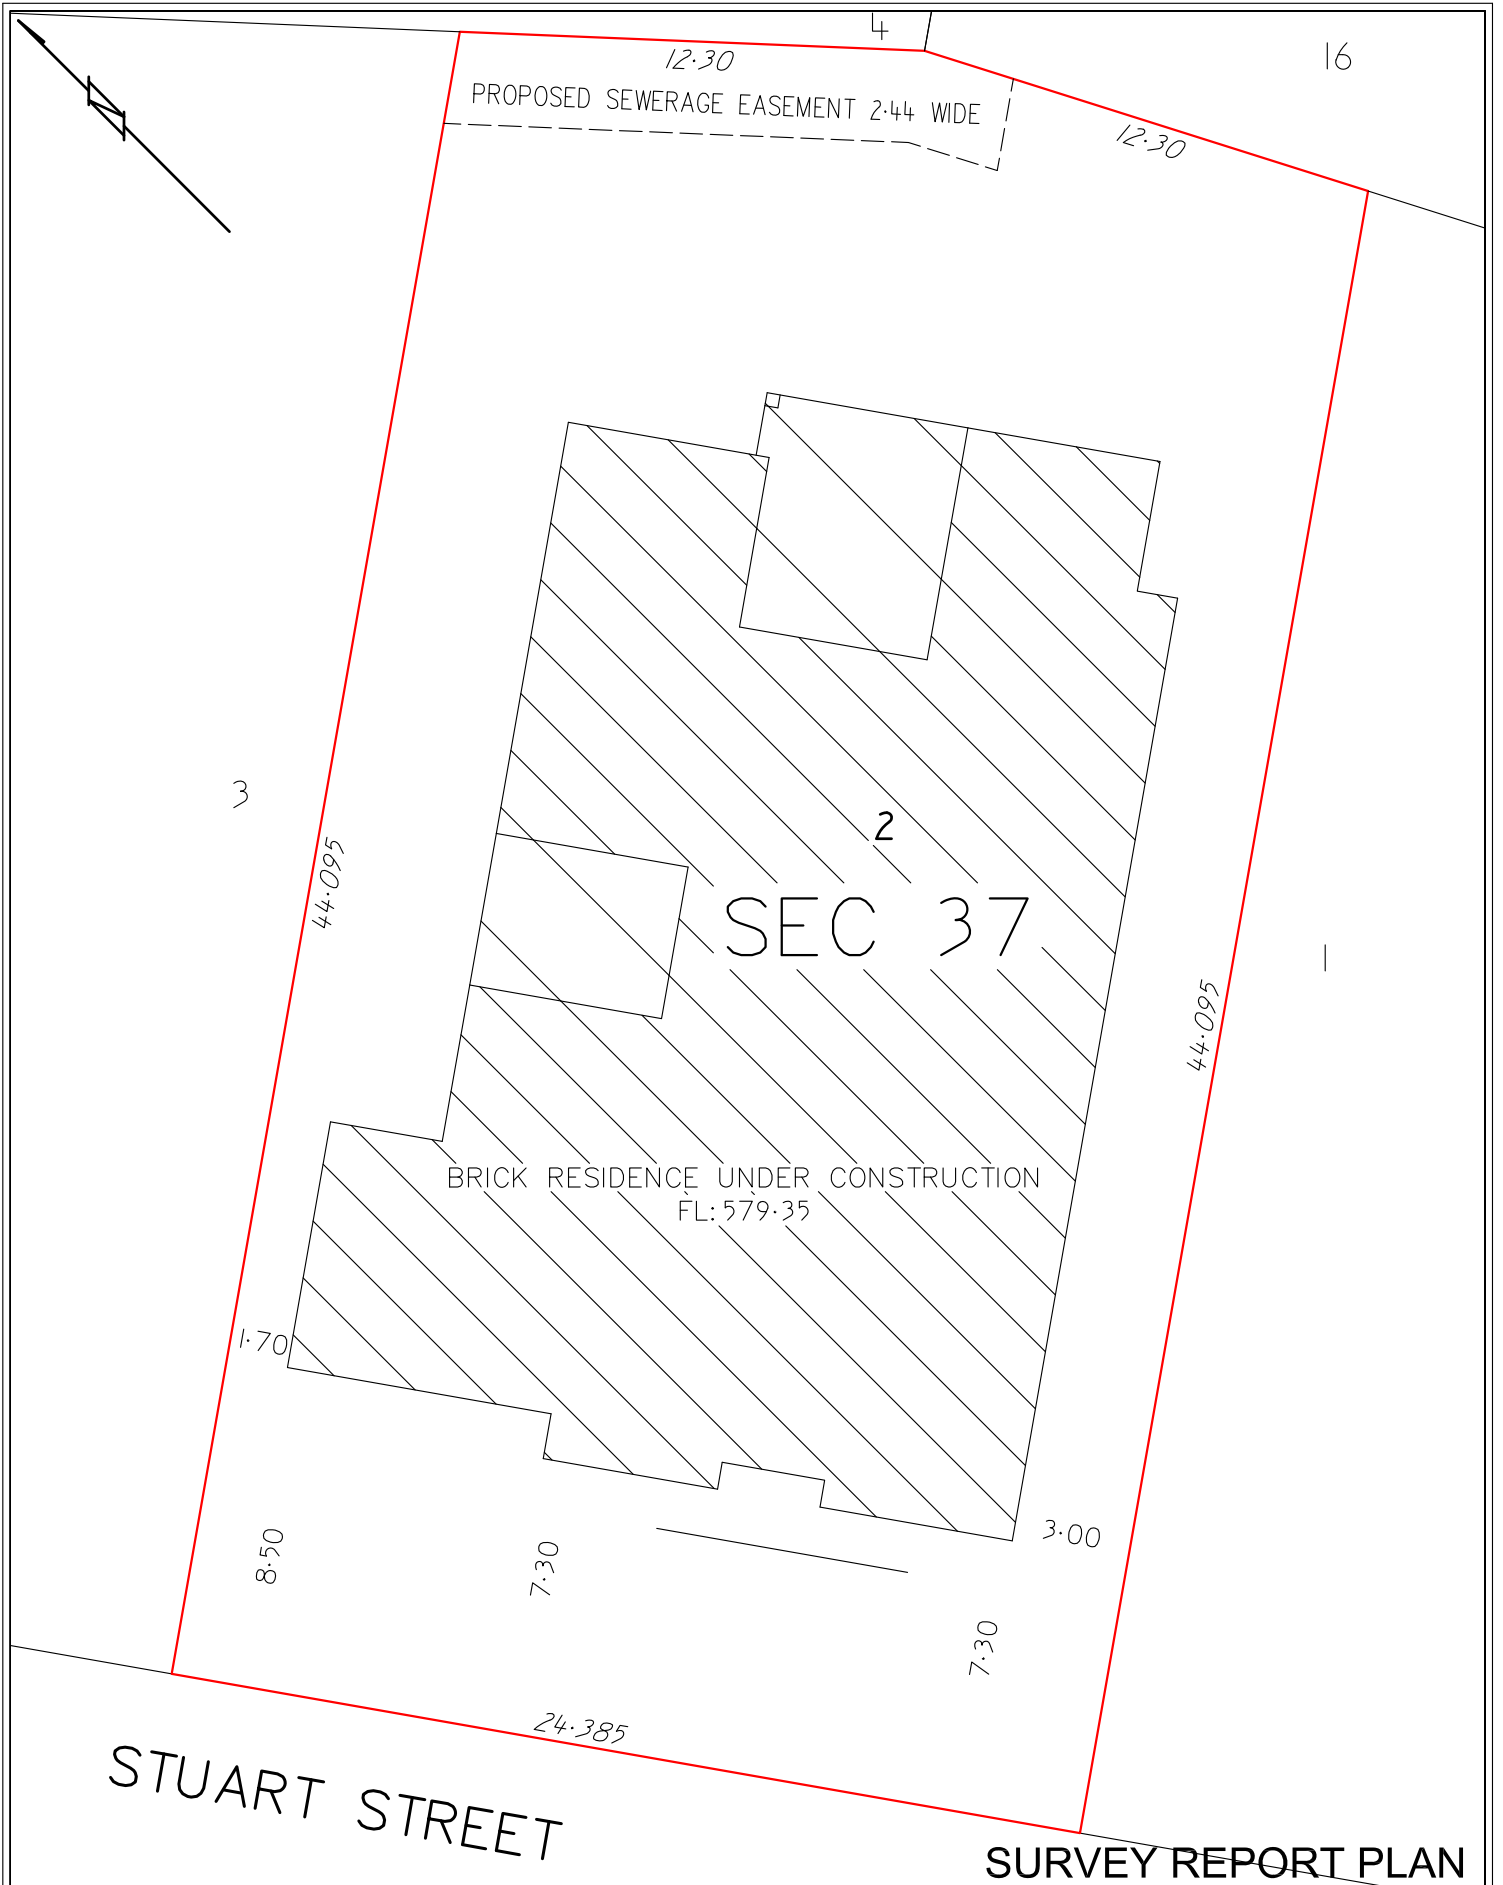 4
16
12·30
PROPOSED SEWERAGE EASEMENT 2·44 WIDE
12·30
3
2
44·095
SEC 37
1
44·095
BRICK RESIDENCE UNDER CONSTRUCTION
FL: 579·35
1·70
3·00
8·50
7·30
7·30
24·385
STUART STREET
SURVEY REPORT PLAN